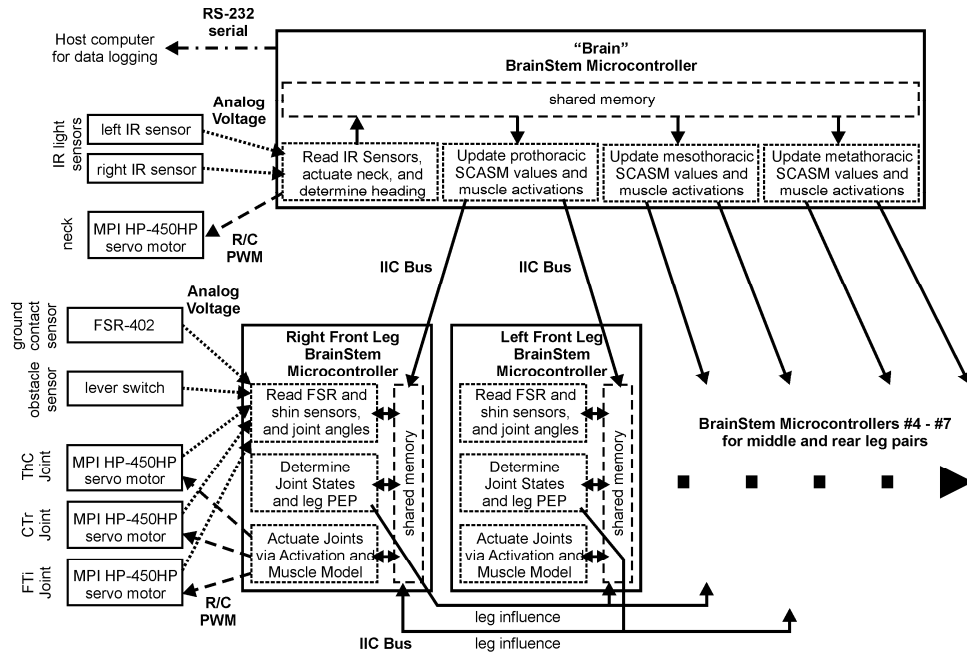 RS-232
serial
Host computer
for data logging
“Brain”
BrainStem Microcontroller
shared memory
Analog
Voltage
IR light
sensors
left IR sensor
right IR sensor
Read IR Sensors,
actuate neck, and
determine heading
Update prothoracic
SCASM values and
muscle activations
Update mesothoracic
SCASM values and
muscle activations
Update metathoracic
SCASM values and
muscle activations
neck
MPI HP-450HP
servo motor
R/C
PWM
IIC Bus
IIC Bus
Analog
Voltage
ground
contact
sensor
FSR-402
obstacle
sensor
lever switch
ThC
Joint
MPI HP-450HP
servo motor
CTr
Joint
MPI HP-450HP
servo motor
FTi
Joint
MPI HP-450HP
servo motor
R/C
PWM
Right Front Leg
BrainStem
Microcontroller
Read FSR and
shin sensors,
and joint angles
Determine
Joint States
and leg PEP
Actuate Joints
via Activation and
Muscle Model
shared memory
Left Front Leg
BrainStem
Microcontroller
Read FSR and
shin sensors,
and joint angles
Determine
Joint States
and leg PEP
Actuate Joints
via Activation and
Muscle Model
shared memory
BrainStem Microcontrollers #4 - #7
for middle and rear leg pairs
leg influence
IIC Bus
leg influence